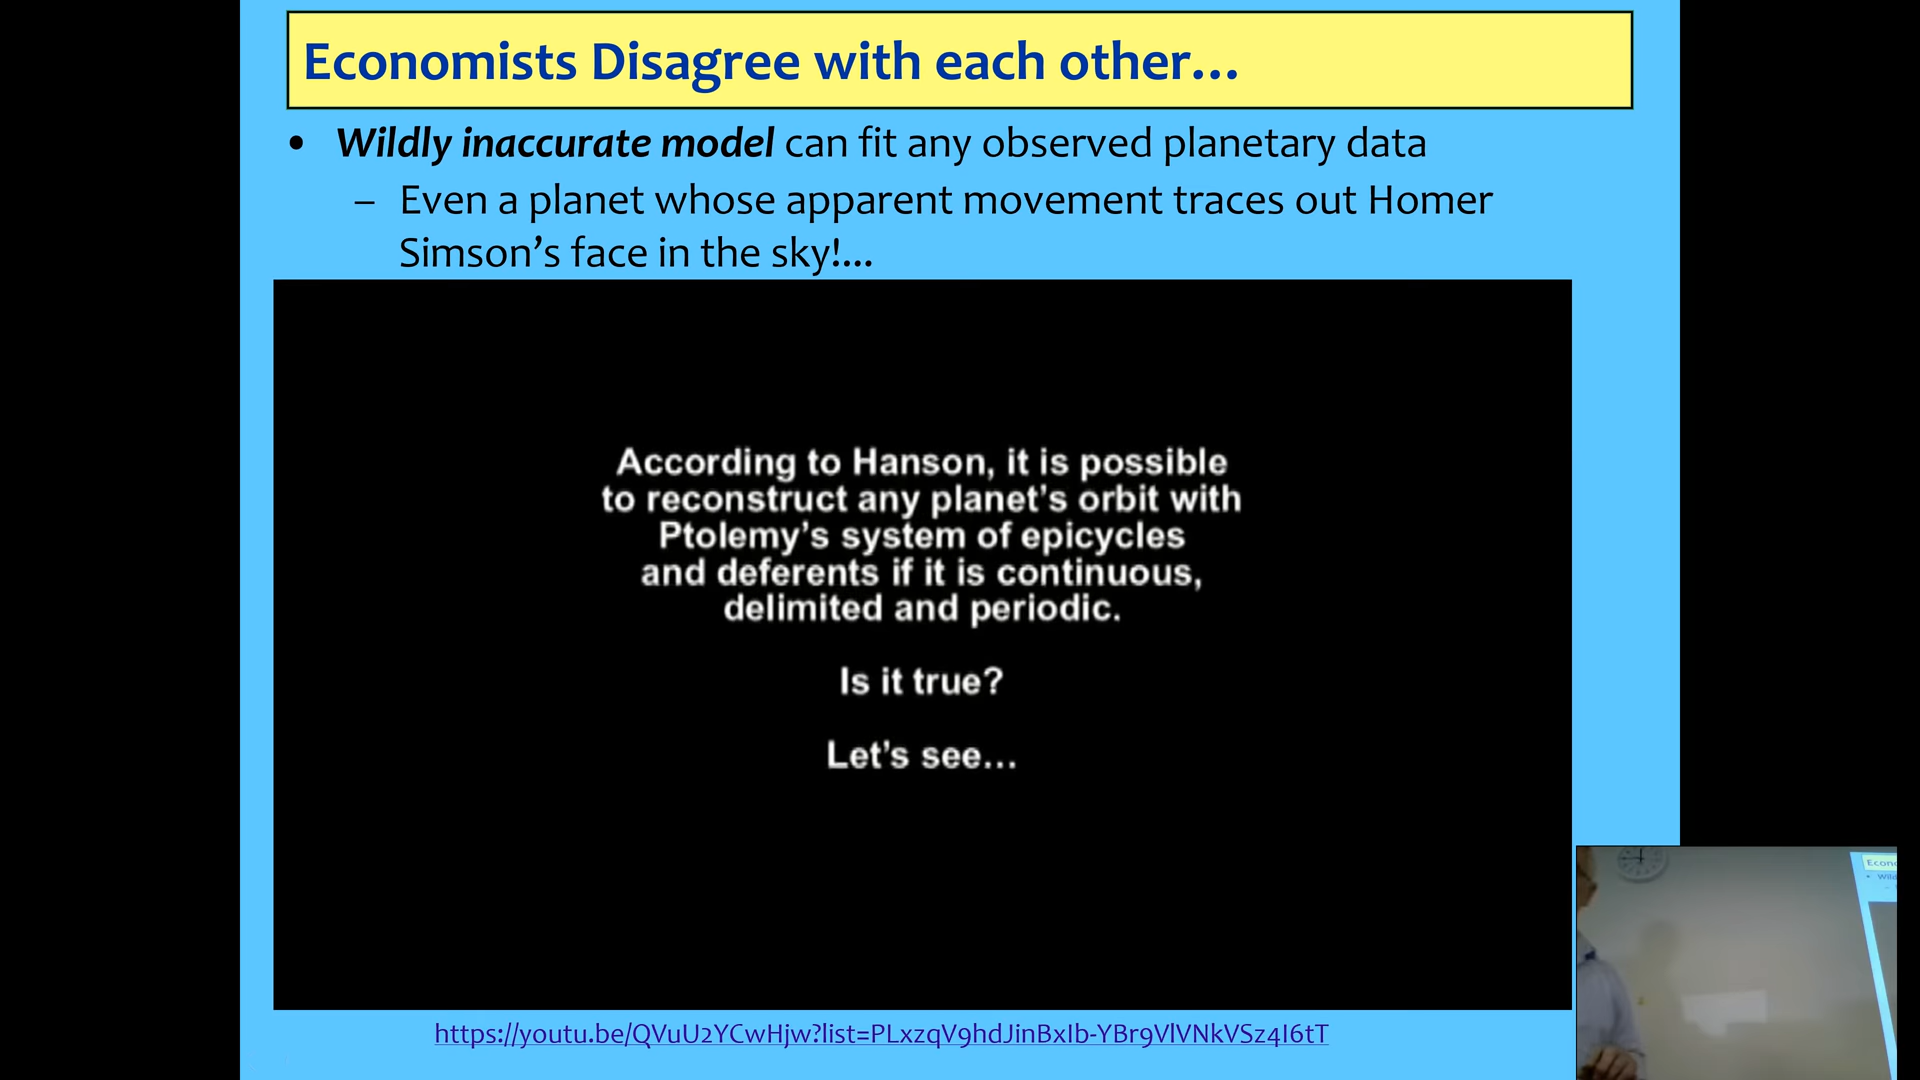 Economists Disagree with each other...
• Wildly inaccurate model can fit any observed planetary data
– Even a planet whose apparent movement traces out Homer
Simson's face in the sky!...
According to Hanson, it is possible
to reconstruct any planet's orbit with
Ptolemy's system of epicycles
and deferents if it is continuous,
delimited and periodic.
Is it true?
Let's see...
https://youtu.be/QVuU2YCwHjw?list=PLxzqV9hdJinBxIb-YBr9VlVNkVSz4I6tT